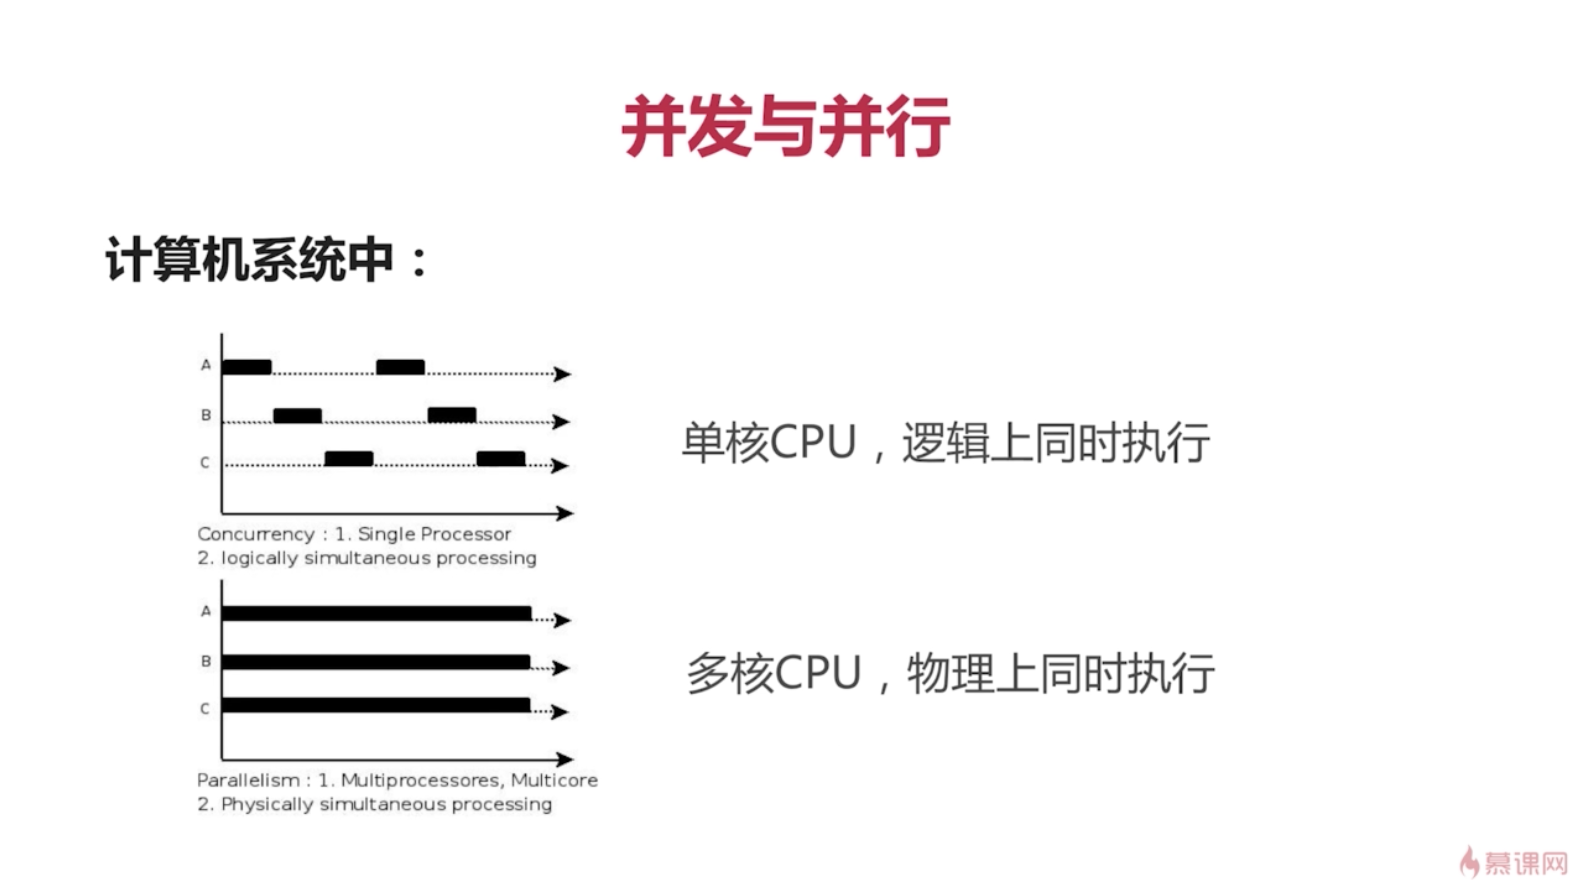 并发与并行
计算机系统中：
A
B
C
单核CPU，逻辑上同时执行
Concurrency : 1. Single Processor
2. logically simultaneous processing
A
B
C
多核CPU，物理上同时执行
Parallelism : 1. Multiprocessores, Multicore
2. Physically simultaneous processing
慕课网